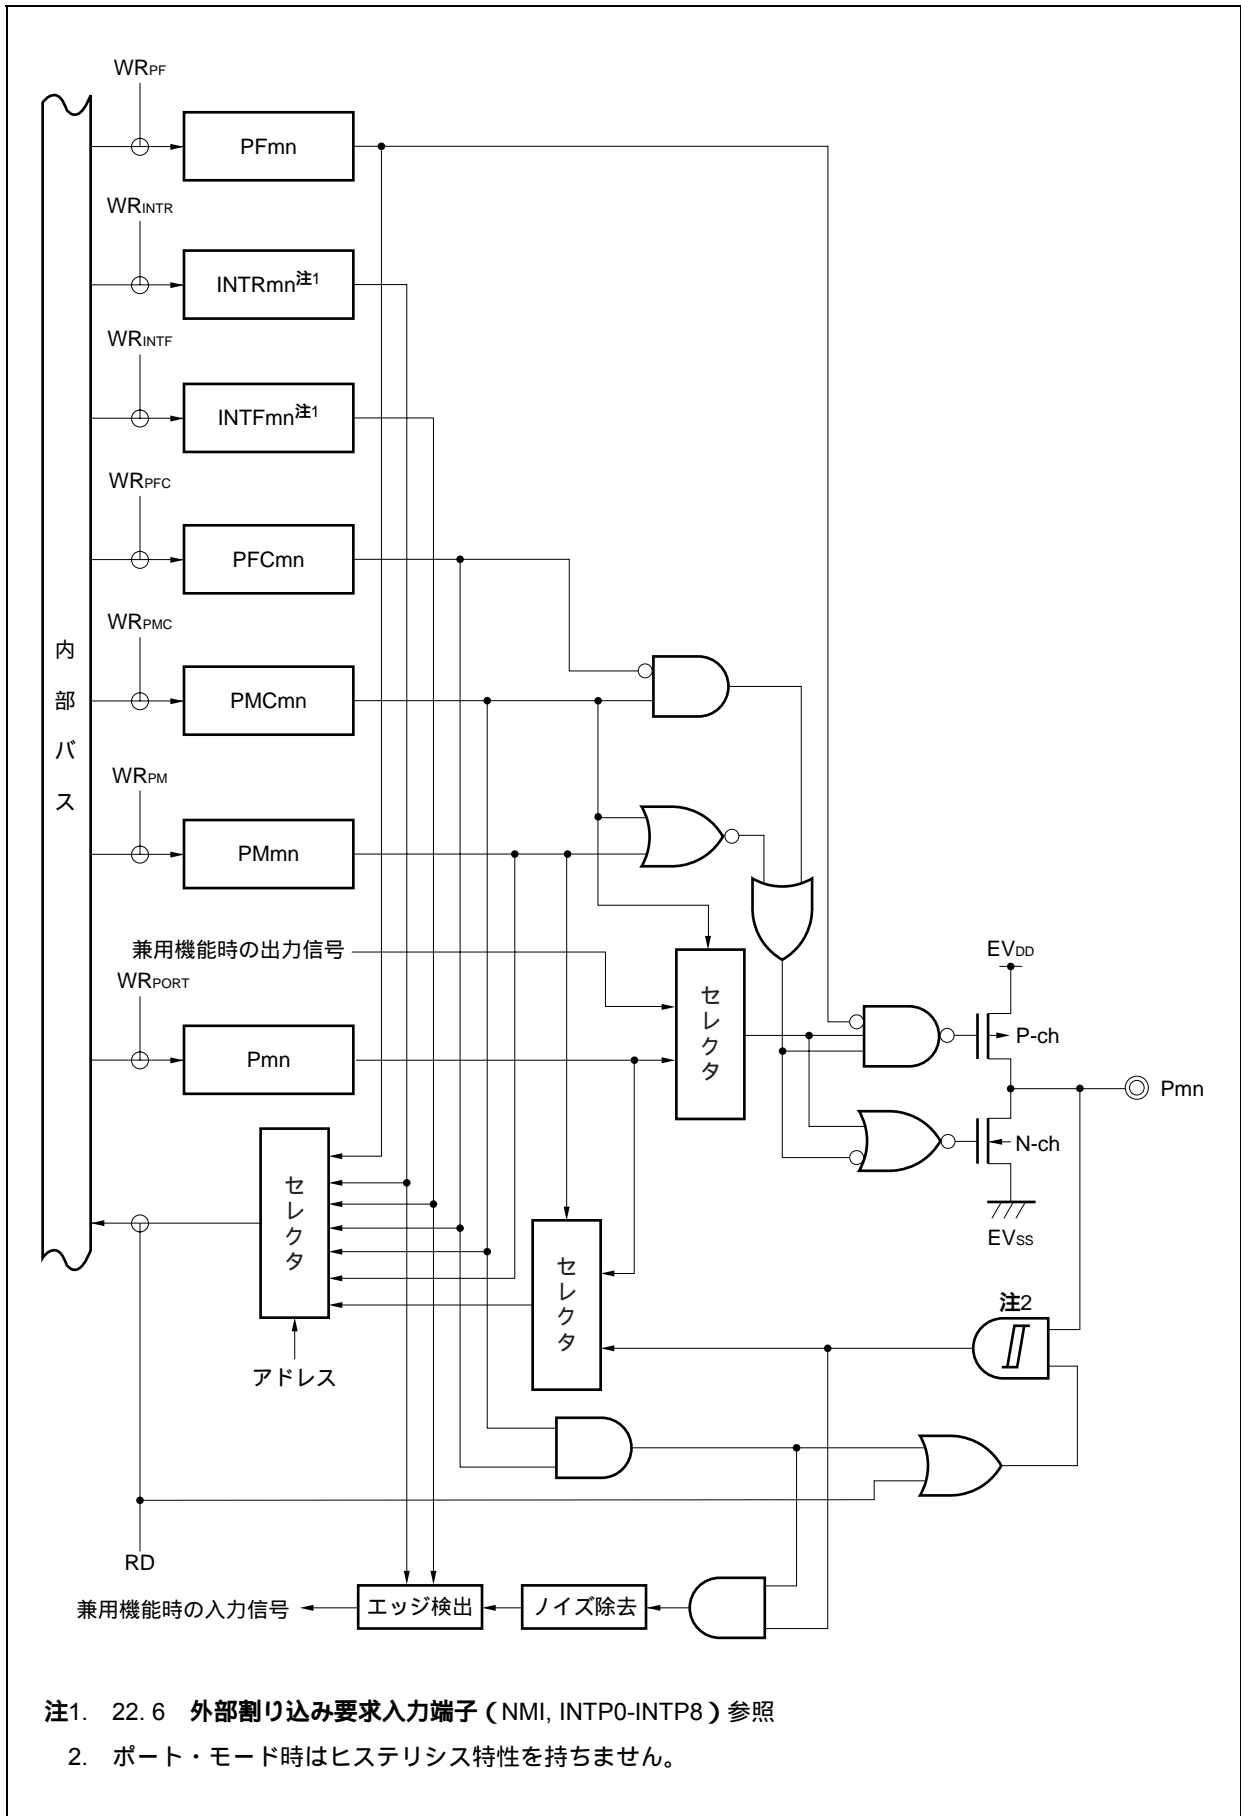 WRPF
PFmn
WRINTR
INTRmn注1
WRINTF
INTFmn注1
WRPFC
PFCmn
WRPMC
PMCmn
内部バス
WRPM
PMmn
兼用機能時の出力信号
WRPORT
Pmn
セレクタ
EVDD
P-ch
Pmn
N-ch
EVSS
セレクタ
セレクタ
アドレス
注2
RD
兼用機能時の入力信号
エッジ検出
ノイズ除去
注1. 22. 6 外部割り込み要求入力端子（NMI, INTP0-INTP8）参照
2. ポート・モード時はヒステリシス特性を持ちません。